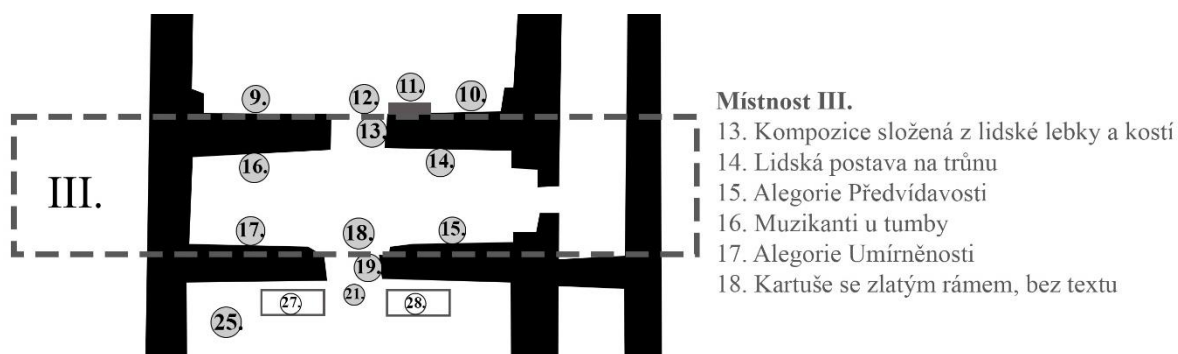 9.
12.
11.
10.
13.
16.
14.
III.
17.
18.
15.
19.
21.
27.
28.
25.
Místnost III.
13. Kompozice složená z lidské lebky a kostí
14. Lidská postava na trůnu
15. Alegorie Předvídavosti
16. Muzikanti u tumby
17. Alegorie Umírněnosti
18. Kartuše se zlatým rámem, bez textu